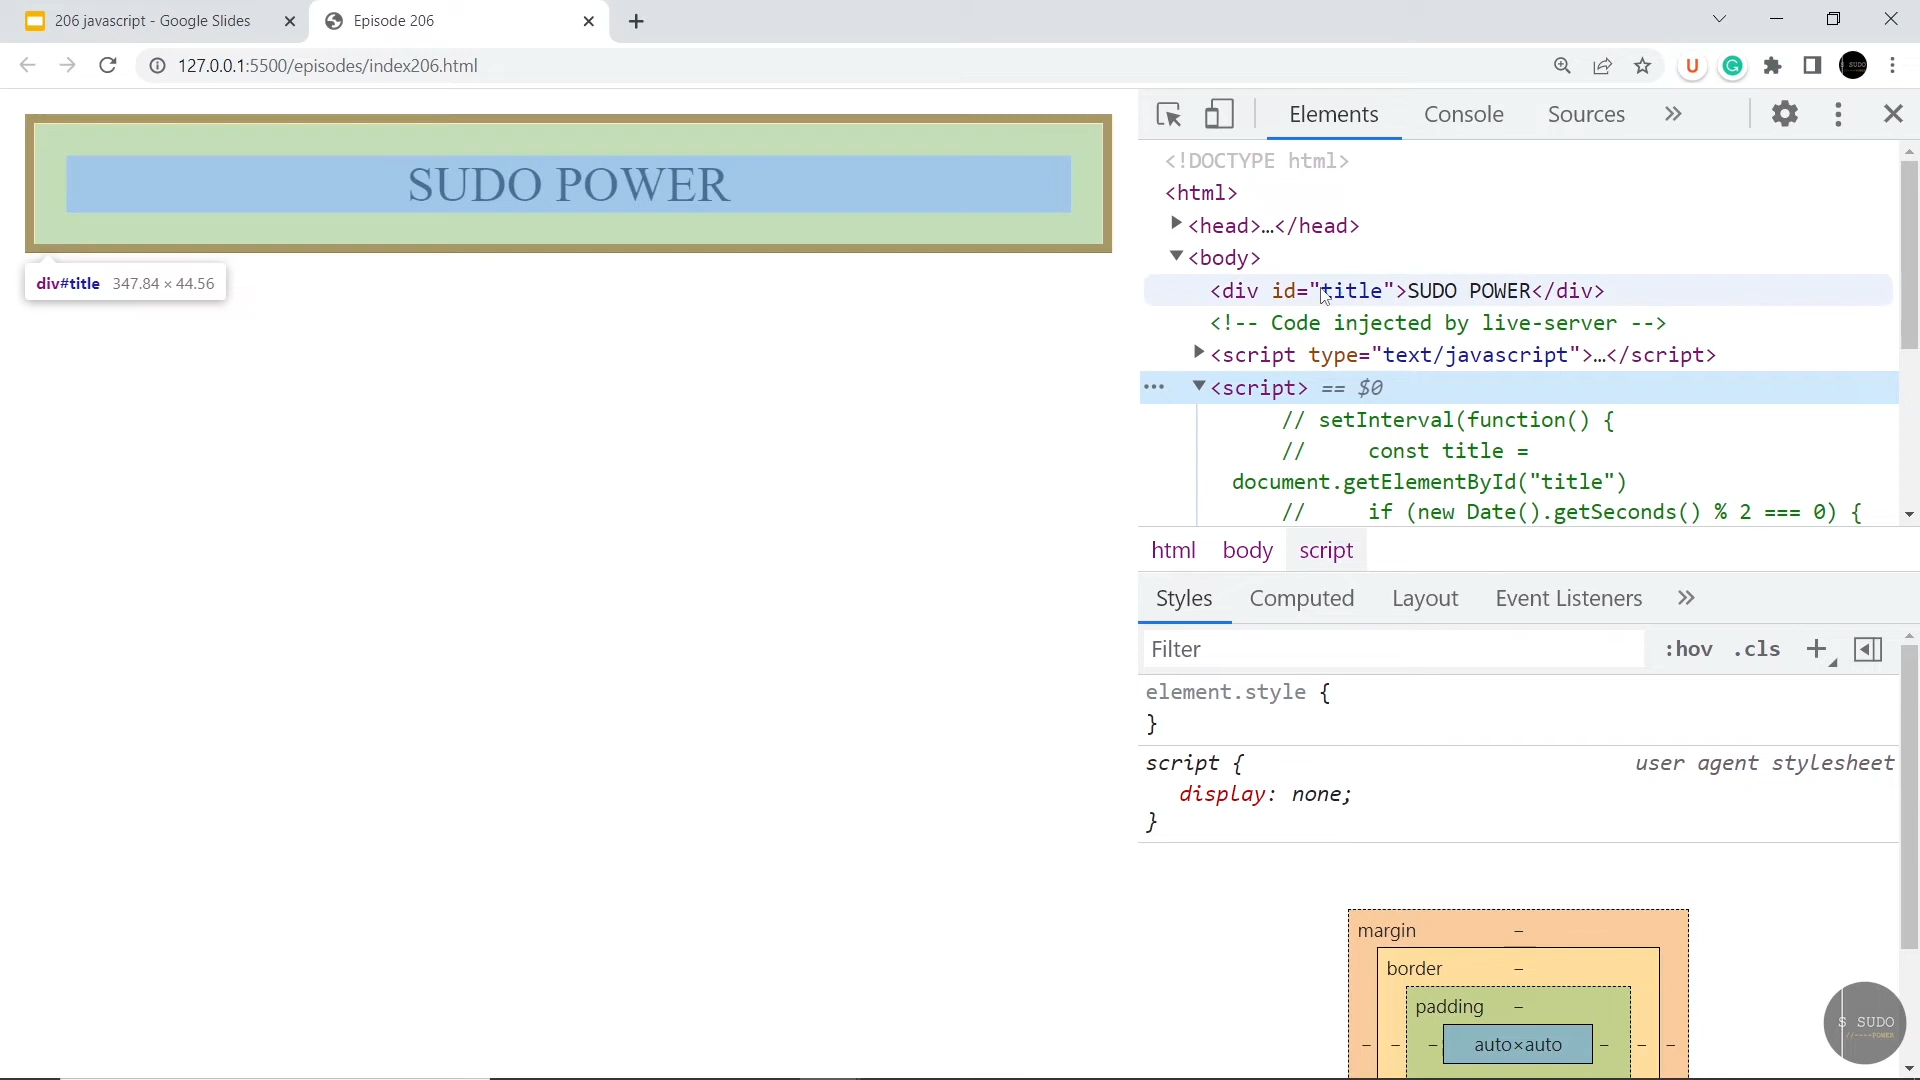 206 javascript - Google Slides
Episode 206
127.0.0.1:5500/episodes/index206.html
U
G
SUDO
SUDO POWER
div#title 347.84 × 44.56
Elements
Console
Sources
<!DOCTYPE html>
<html>
<head>…</head>
<body>
<div id="title">SUDO POWER</div>
<!-- Code injected by live-server -->
<script type="text/javascript">…</script>
<script> == $0
// setInterval(function() {
// const title =
document.getElementById("title")
// if (new Date().getSeconds() % 2 === 0) {
html body script
Styles
Computed
Layout
Event Listeners
Filter
:hov .cls
element.style {
}
script {
user agent stylesheet
display: none;
}
margin –
border –
padding –
– – – auto×auto – – –
$ SUDO
//----POWER